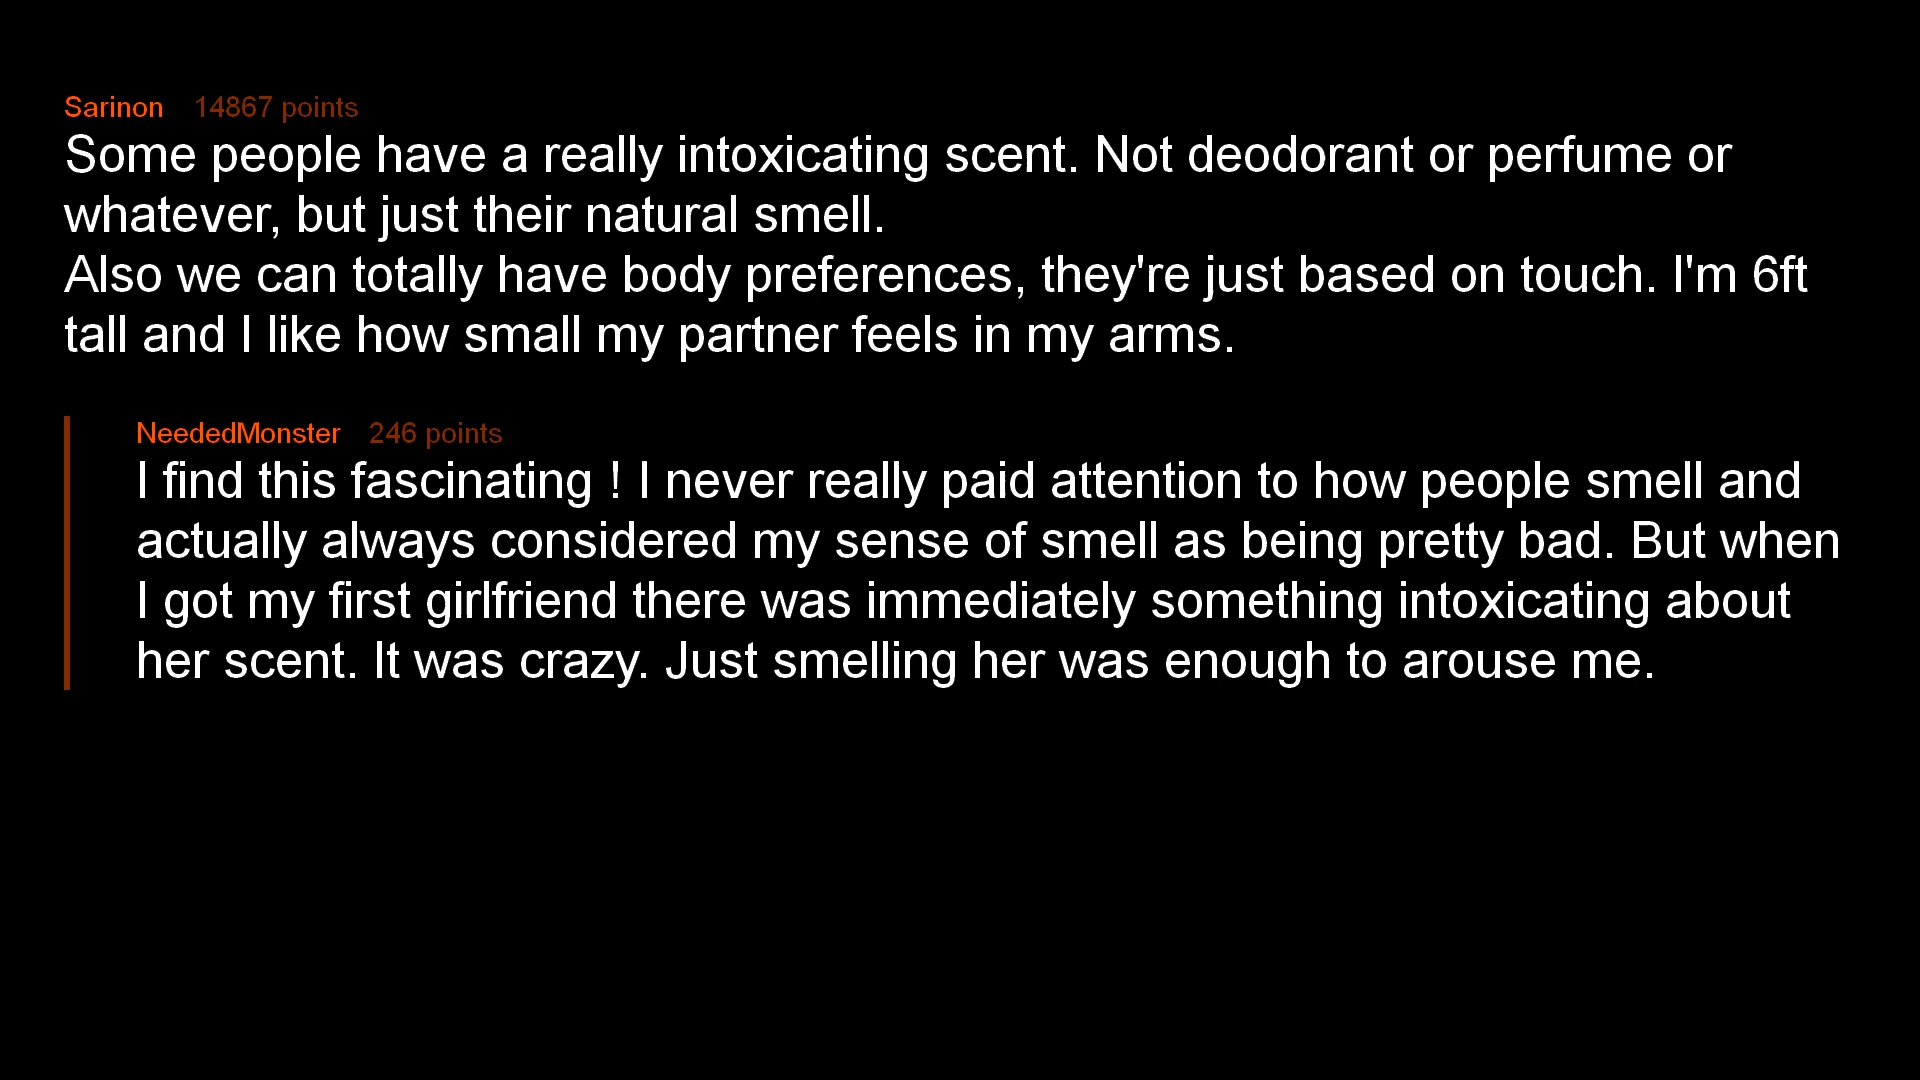 Sarinon 14867 points
Some people have a really intoxicating scent. Not deodorant or perfume or
whatever, but just their natural smell.
Also we can totally have body preferences, they're just based on touch. I'm 6ft
tall and I like how small my partner feels in my arms.
NeededMonster 246 points
I find this fascinating ! I never really paid attention to how people smell and
actually always considered my sense of smell as being pretty bad. But when
I got my first girlfriend there was immediately something intoxicating about
her scent. It was crazy. Just smelling her was enough to arouse me.